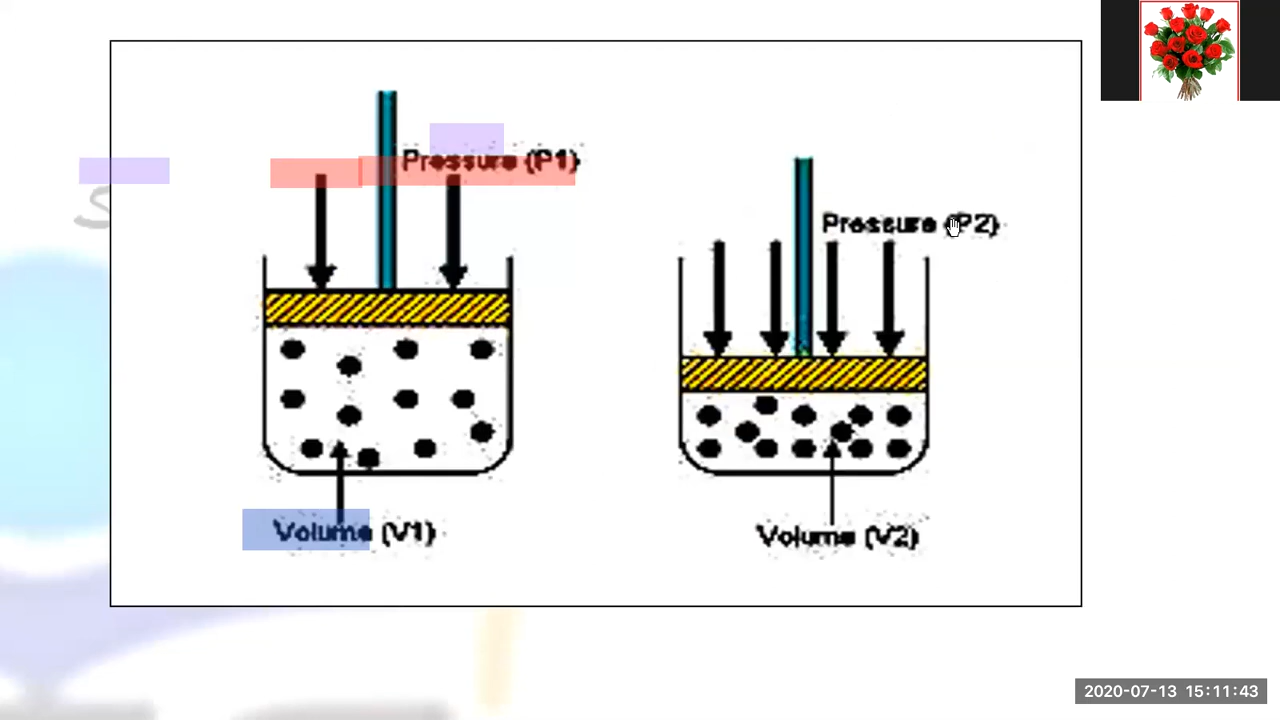 Pressure (P1)
Pressure (P2)
Volume (V1)
Volume (V2)
2020-07-13 15:11:43